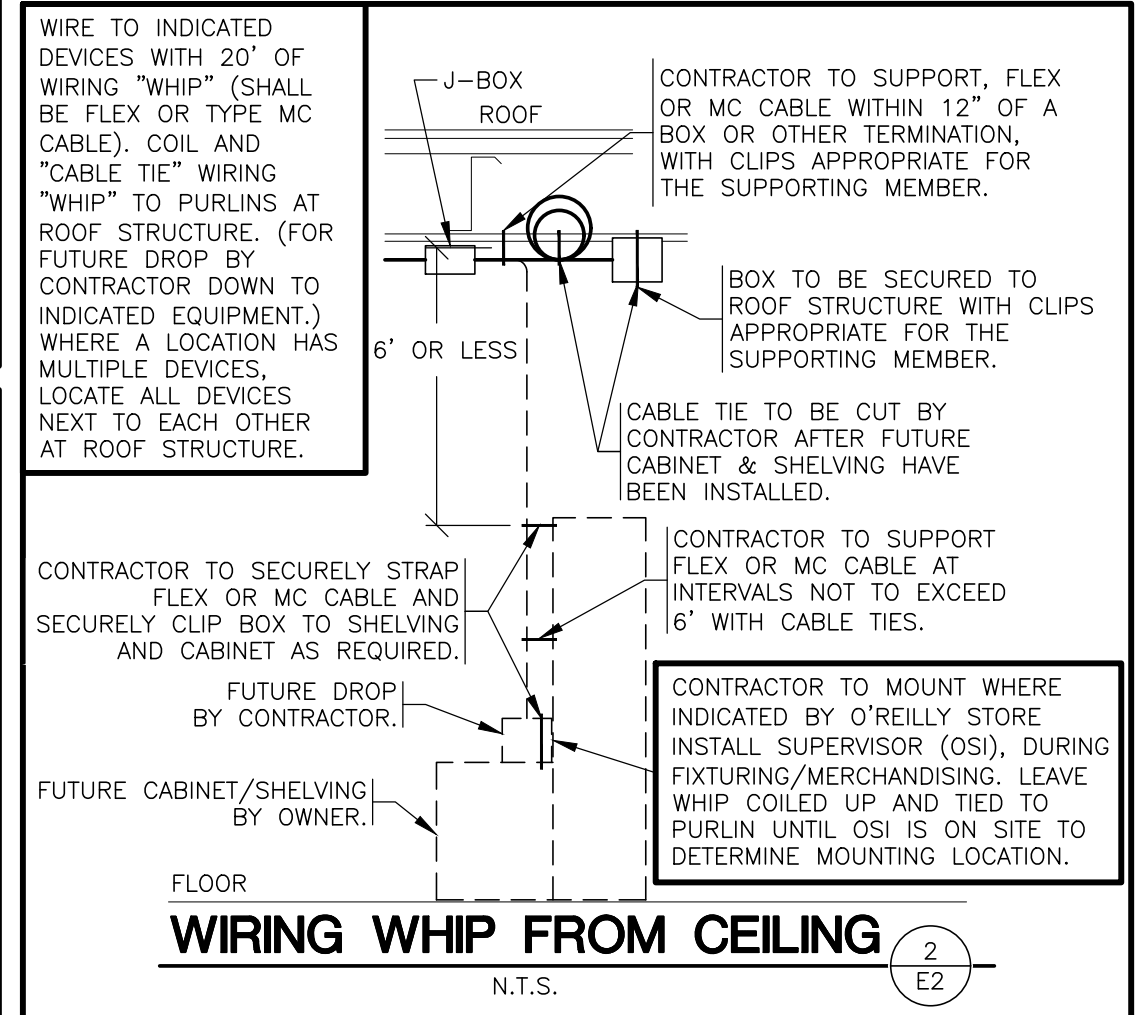 WIRE TO INDICATED
DEVICES WITH 20' OF
WIRING "WHIP" (SHALL
BE FLEX OR TYPE MC
CABLE). COIL AND
"CABLE TIE" WIRING
"WHIP" TO PURLINS AT
ROOF STRUCTURE. (FOR
FUTURE DROP BY
CONTRACTOR DOWN TO
INDICATED EQUIPMENT.)
WHERE A LOCATION HAS
MULTIPLE DEVICES,
LOCATE ALL DEVICES
NEXT TO EACH OTHER
AT ROOF STRUCTURE.
J-BOX
ROOF
CONTRACTOR TO SUPPORT, FLEX
OR MC CABLE WITHIN 12" OF A
BOX OR OTHER TERMINATION,
WITH CLIPS APPROPRIATE FOR
THE SUPPORTING MEMBER.
BOX TO BE SECURED TO
ROOF STRUCTURE WITH CLIPS
APPROPRIATE FOR THE
SUPPORTING MEMBER.
6' OR LESS
CABLE TIE TO BE CUT BY
CONTRACTOR AFTER FUTURE
CABINET & SHELVING HAVE
BEEN INSTALLED.
CONTRACTOR TO SUPPORT
FLEX OR MC CABLE AT
INTERVALS NOT TO EXCEED
6' WITH CABLE TIES.
CONTRACTOR TO SECURELY STRAP
FLEX OR MC CABLE AND
SECURELY CLIP BOX TO SHELVING
AND CABINET AS REQUIRED.
FUTURE DROP
BY CONTRACTOR.
FUTURE CABINET/SHELVING
BY OWNER.
CONTRACTOR TO MOUNT WHERE
INDICATED BY O'REILLY STORE
INSTALL SUPERVISOR (OSI), DURING
FIXTURING/MERCHANDISING. LEAVE
WHIP COILED UP AND TIED TO
PURLIN UNTIL OSI IS ON SITE TO
DETERMINE MOUNTING LOCATION.
FLOOR
WIRING WHIP FROM CEILING
2
E2
N.T.S.